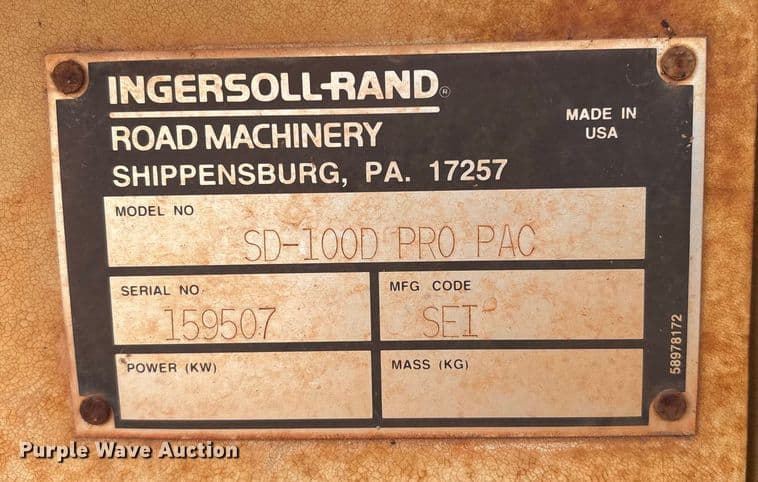 INGERSOLL-RAND®
ROAD MACHINERY
SHIPPENSBURG, PA. 17257
MADE IN
USA
MODEL NO
SD-100D PRO PAC
SERIAL NO.
159507
MFG CODE
SEI
POWER (KW)
MASS (KG)
58978172
Purple Wave Auction